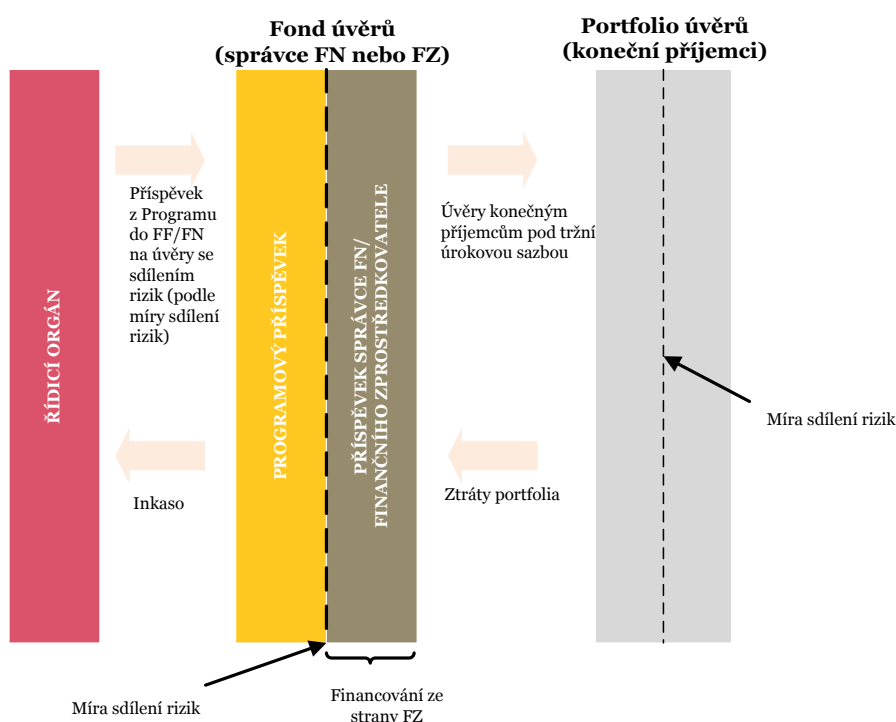 Fond úvěrů
(správce FN nebo FZ)
Portfolio úvěrů
(koneční příjemci)
ŘÍDICÍ ORGÁN
Příspěvek
z Programu
do FF/FN
na úvěry se
sdílením
rizik (podle
míry sdílení
rizik)
Inkaso
PROGRAMOVÝ PŘÍSPĚVEK
PŘÍSPĚVEK SPRÁVCE FN/
FINANČNÍHO ZPROSTŘEDKOVATELE
Úvěry konečným
příjemcům pod tržní
úrokovou sazbou
Ztráty portfolia
Míra sdílení rizik
Míra sdílení rizik
Financování ze
strany FZ